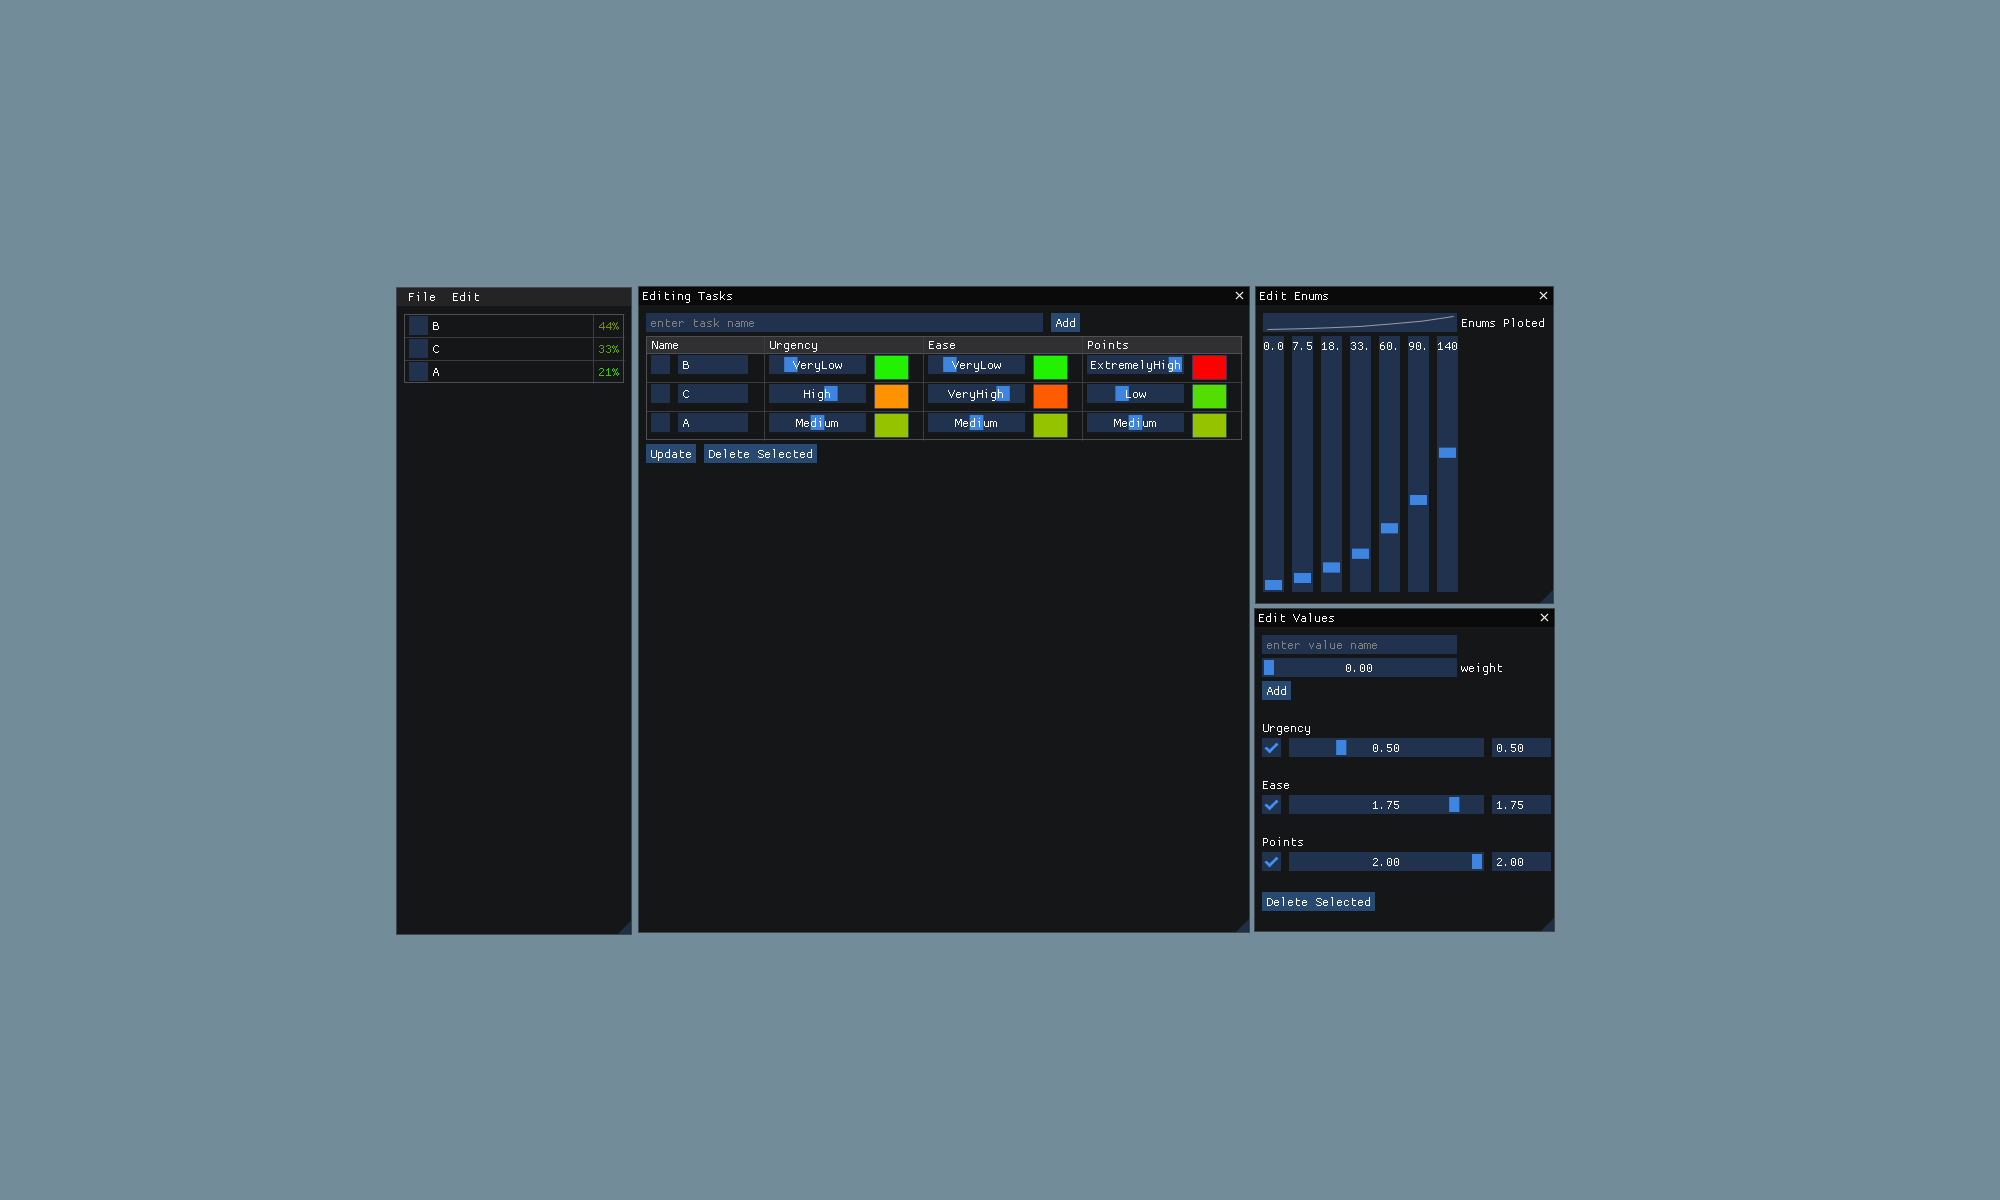 File Edit
B 44%
C 33%
A 21%
Editing Tasks
enter task name Add
Name Urgency Ease Points
B VeryLow VeryLow ExtremelyHigh
C High VeryHigh Low
A Medium Medium Medium
Update Delete Selected
Edit Enums
Enums Ploted
0.0 7.5 18. 33. 60. 90. 140
Edit Values
enter value name
0.00 weight
Add
Urgency
0.50 0.50
Ease
1.75 1.75
Points
2.00 2.00
Delete Selected